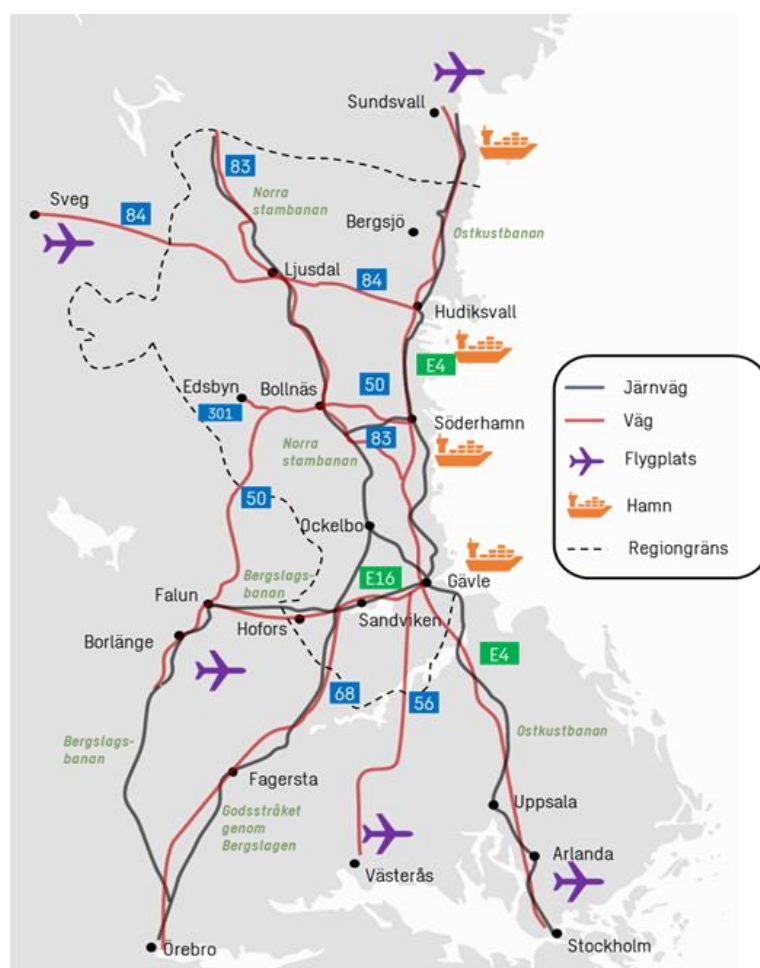 Sundsvall
83
Sveg
84
Norra
stambanan
Bergsjö
Ostkustbanan
Ljusdal
84
Hudiksvall
E4
Edsbyn
Bollnäs
50
301
Söderhamn
83
Norra
stambanan
50
Ockelbo
E16
Gävle
Bergslags-
banan
Falun
Hofors
Sandviken
Borlänge
E4
68
56
Bergslags-
banan
Ostkustbanan
Fagersta
Godsstråket
genom
Bergslagen
Uppsala
Arlanda
Västerås
Örebro
Stockholm
Järnväg
Väg
Flygplats
Hamn
Regiongräns